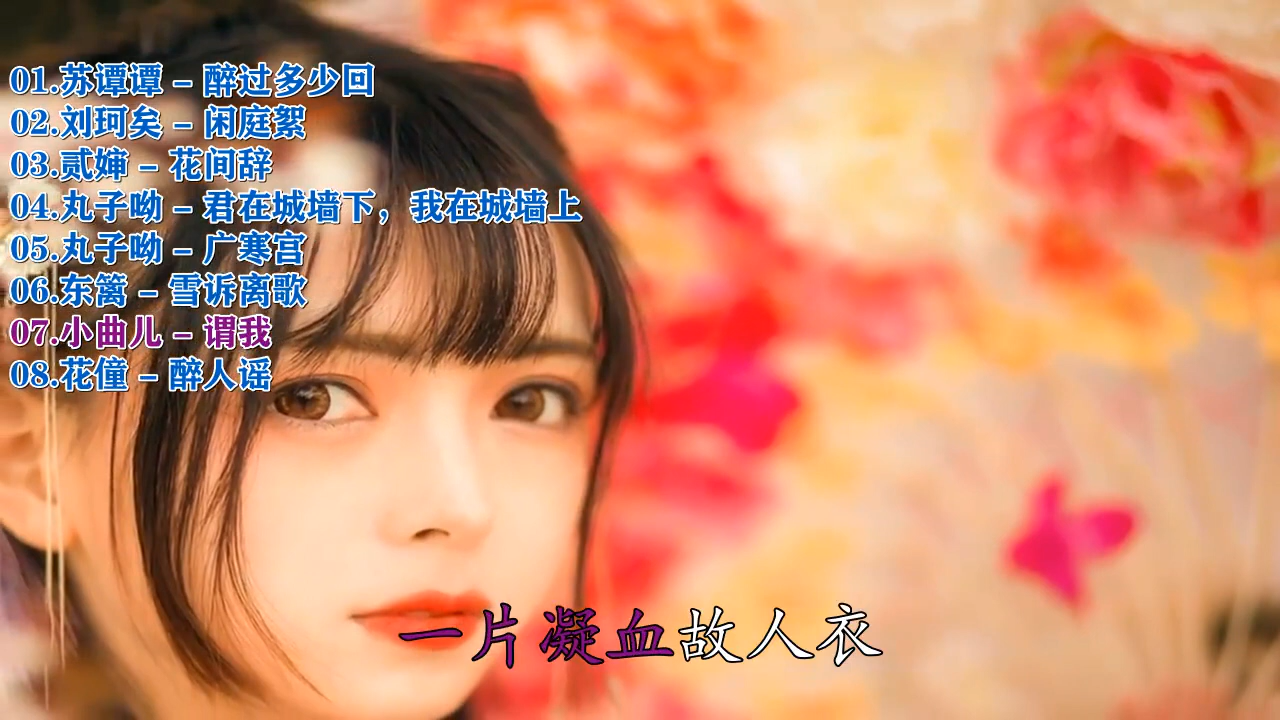 01.苏谭谭 – 醉过多少回
02.刘珂矣 – 闲庭絮
03.贰婶 – 花间辞
04.丸子呦 – 君在城墙下，我在城墙上
05.丸子呦 – 广寒宫
06.东篱 – 雪诉离歌
07.小曲儿 – 谓我
08.花僮 – 醉人谣
一片凝血故人衣